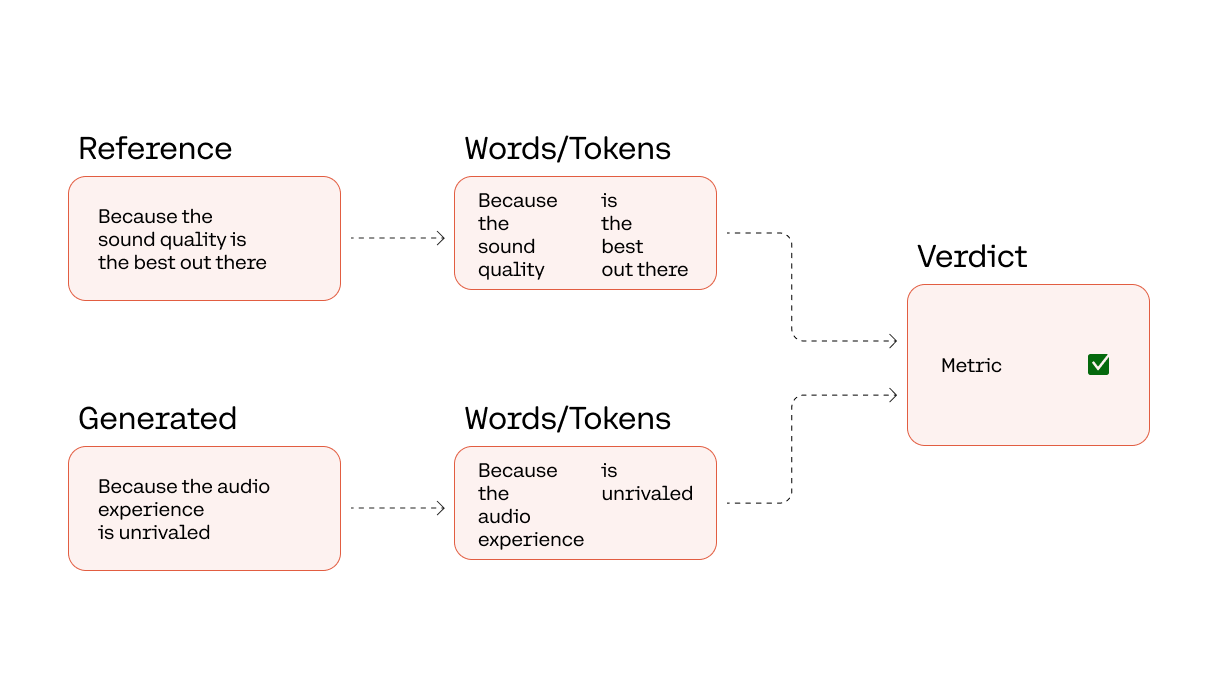 Reference
Because the
sound quality is
the best out there
Words/Tokens
Because
the
sound
quality
is
the
best
out there
Generated
Because the audio
experience
is unrivaled
Words/Tokens
Because
the
audio
experience
is
unrivaled
Verdict
Metric